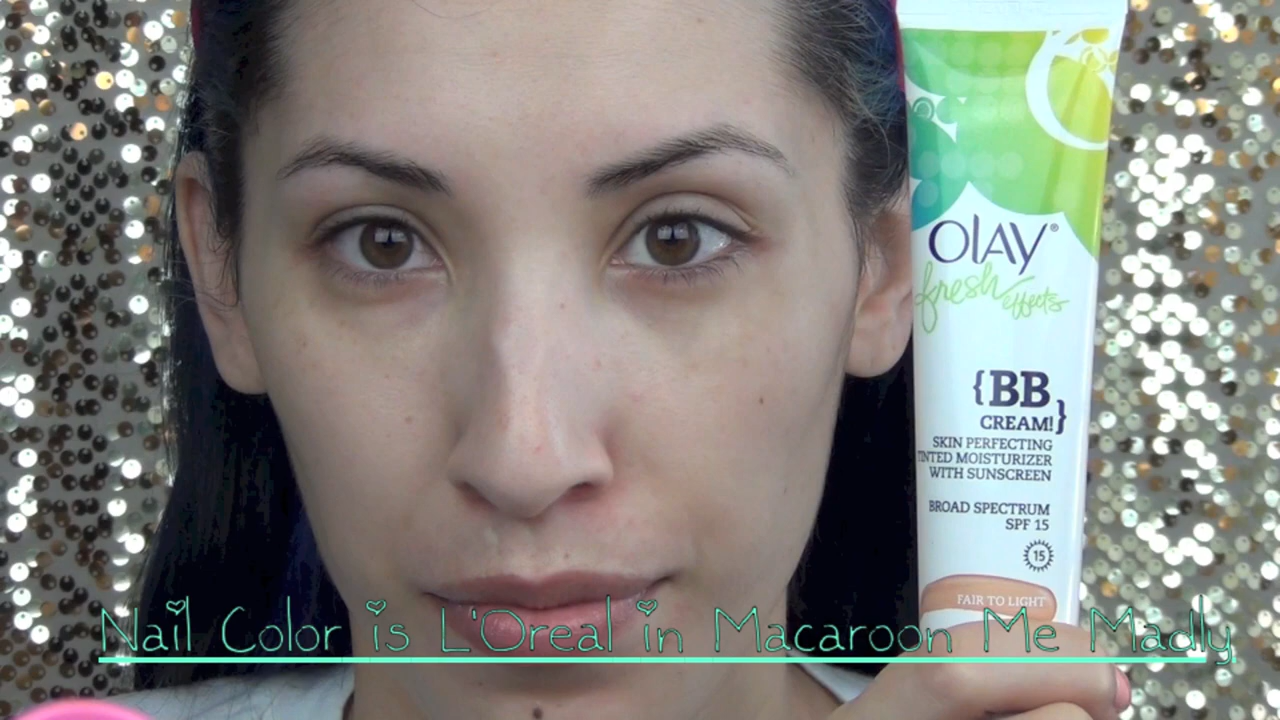 OLAY®
fresh effects
{BB
CREAM!}
SKIN PERFECTING
TINTED MOISTURIZER
WITH SUNSCREEN
BROAD SPECTRUM
SPF 15
15
FAIR TO LIGHT
Nail Color is L'Oreal in Macaroon Me Madly